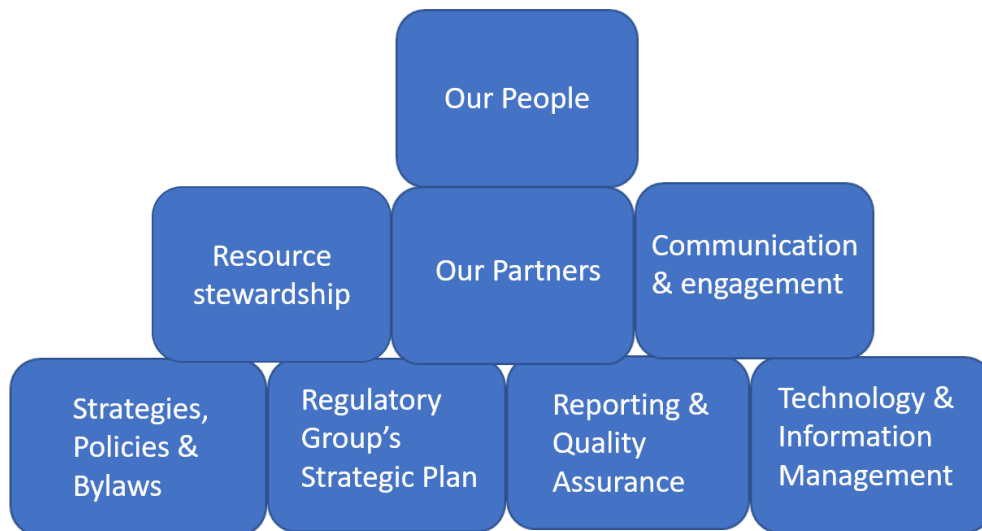 Our People
Resource
stewardship
Our Partners
Communication
& engagement
Strategies,
Policies &
Bylaws
Regulatory
Group’s
Strategic Plan
Reporting &
Quality
Assurance
Technology &
Information
Management